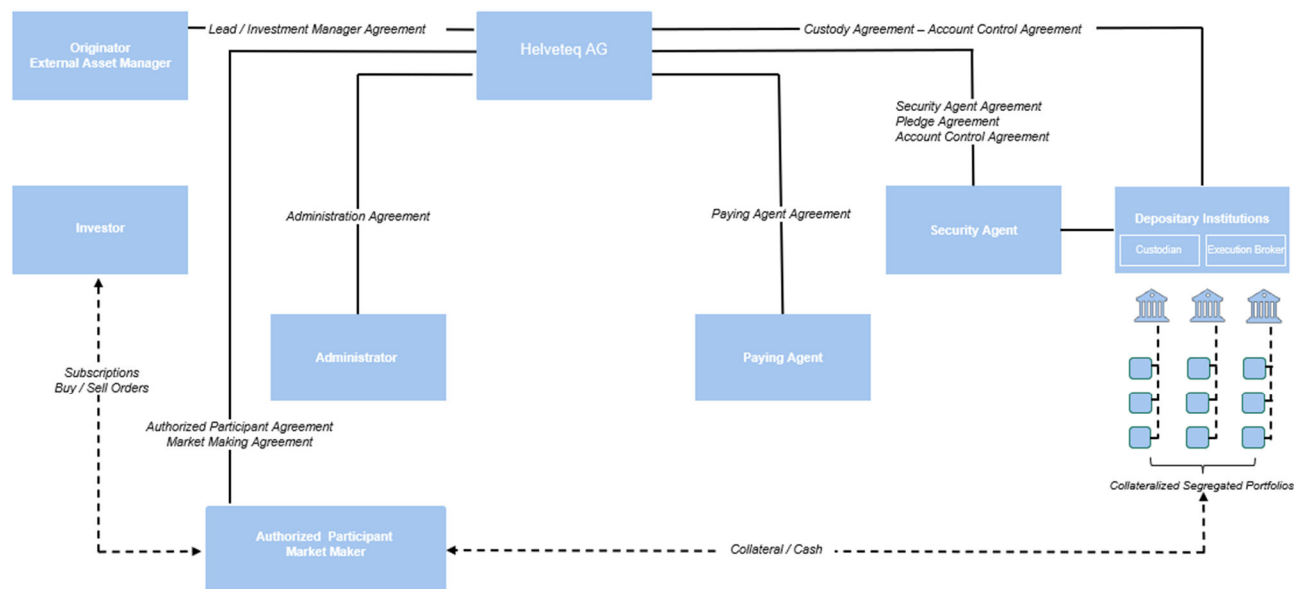 Lead / Investment Manager Agreement
Custody Agreement – Account Control Agreement
Originator
External Asset Manager
Helveteq AG
Security Agent Agreement
Pledge Agreement
Account Control Agreement
Investor
Administration Agreement
Paying Agent Agreement
Security Agent
Depositary Institutions
Custodian
Execution Broker
Administrator
Paying Agent
Subscriptions
Buy / Sell Orders
Authorized Participant Agreement
Market Making Agreement
Collateralized Segregated Portfolios
Authorized Participant
Market Maker
Collateral / Cash